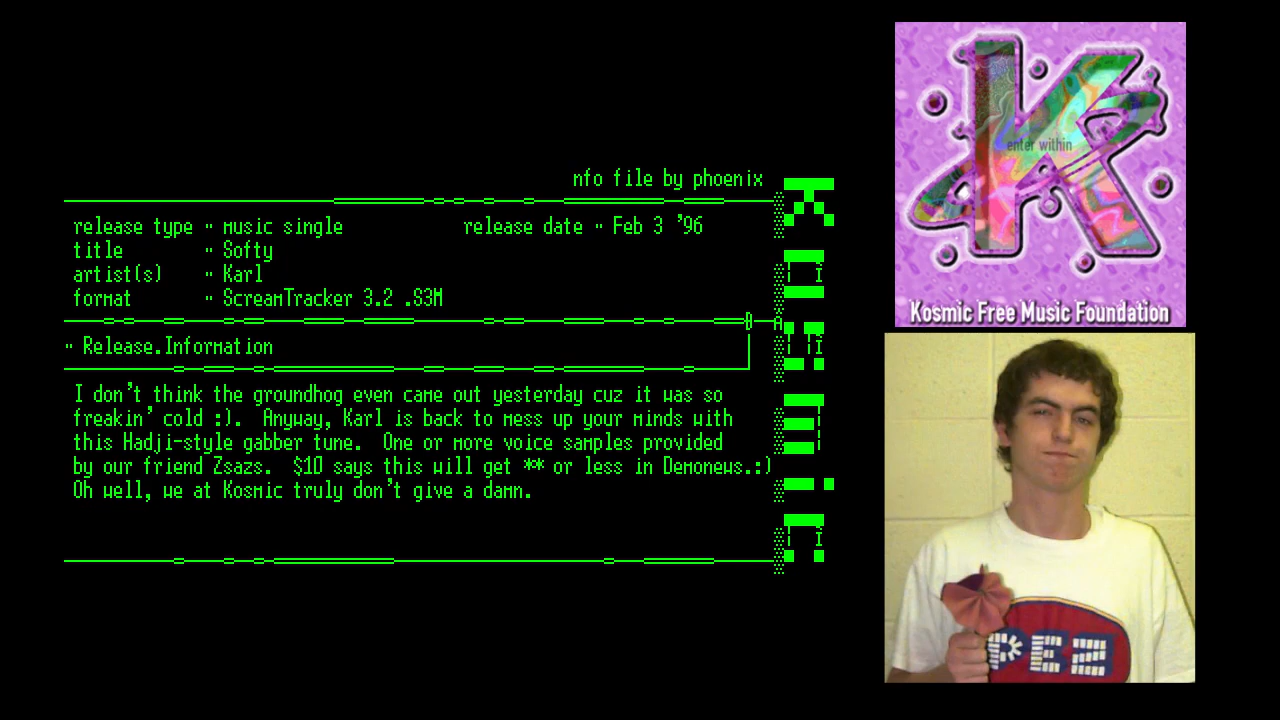 nfo file by phoenix
release type " music single release date " Feb 3 '96
title " Softy
artist(s) " Karl
format " ScreamTracker 3.2 .S3M
" Release.Information
I don't think the groundhog even came out yesterday cuz it was so
freakin' cold :). Anyway, Karl is back to mess up your minds with
this Hadji-style gabber tune. One or more voice samples provided
by our friend Zsazs. $10 says this will get ** or less in Demonews.:)
Oh well, we at Kosmic truly don't give a damn.
KOSMiC
K
enter within
Kosmic Free Music Foundation
PEZ